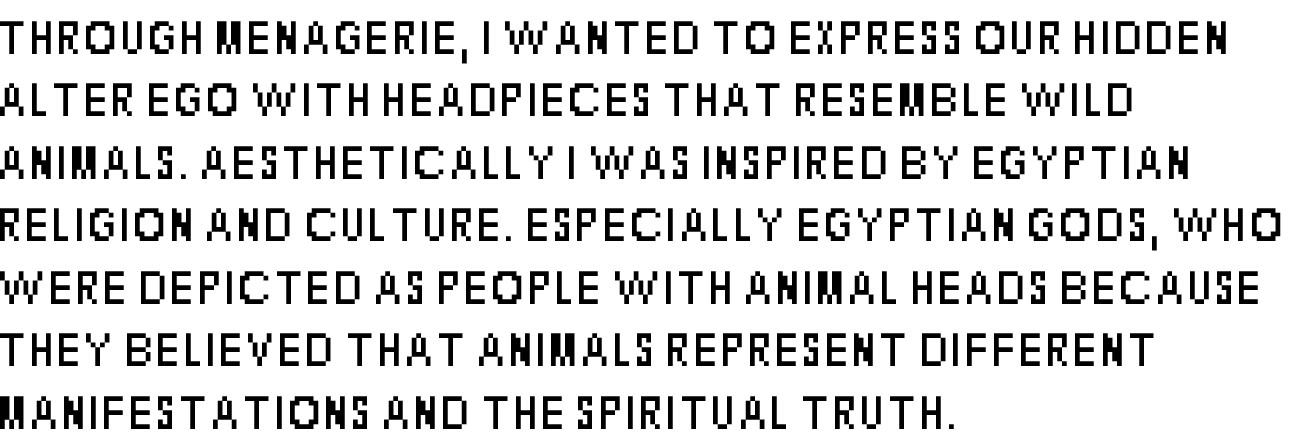 THROUGH MENAGERIE, I WANTED TO EXPRESS OUR HIDDEN
ALTER EGO WITH HEADPIECES THAT RESEMBLE WILD
ANIMALS. AESTHETICALLY I WAS INSPIRED BY EGYPTIAN
RELIGION AND CULTURE. ESPECIALLY EGYPTIAN GODS, WHO
WERE DEPICTED AS PEOPLE WITH ANIMAL HEADS BECAUSE
THEY BELIEVED THAT ANIMALS REPRESENT DIFFERENT
MANIFESTATIONS AND THE SPIRITUAL TRUTH.